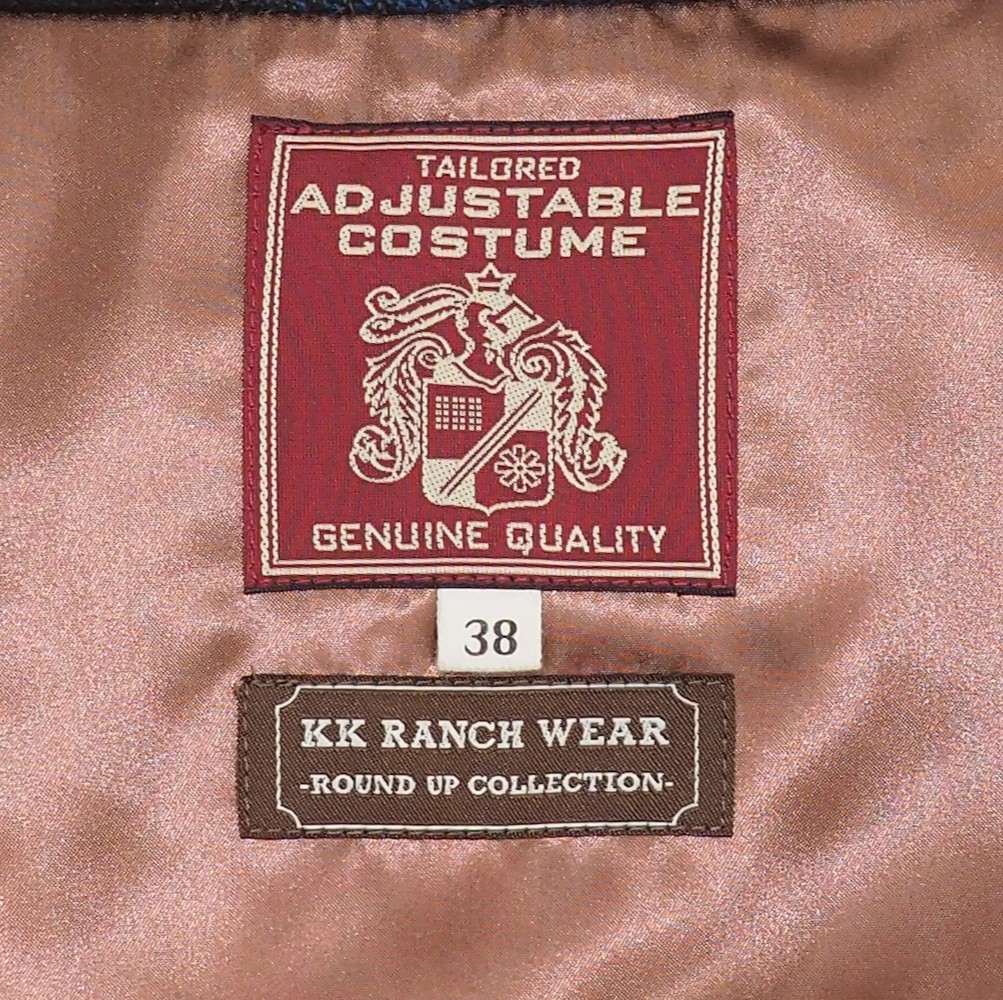 TAILORED
ADJUSTABLE
COSTUME
GENUINE QUALITY
38
KK RANCH WEAR
-ROUND UP COLLECTION-